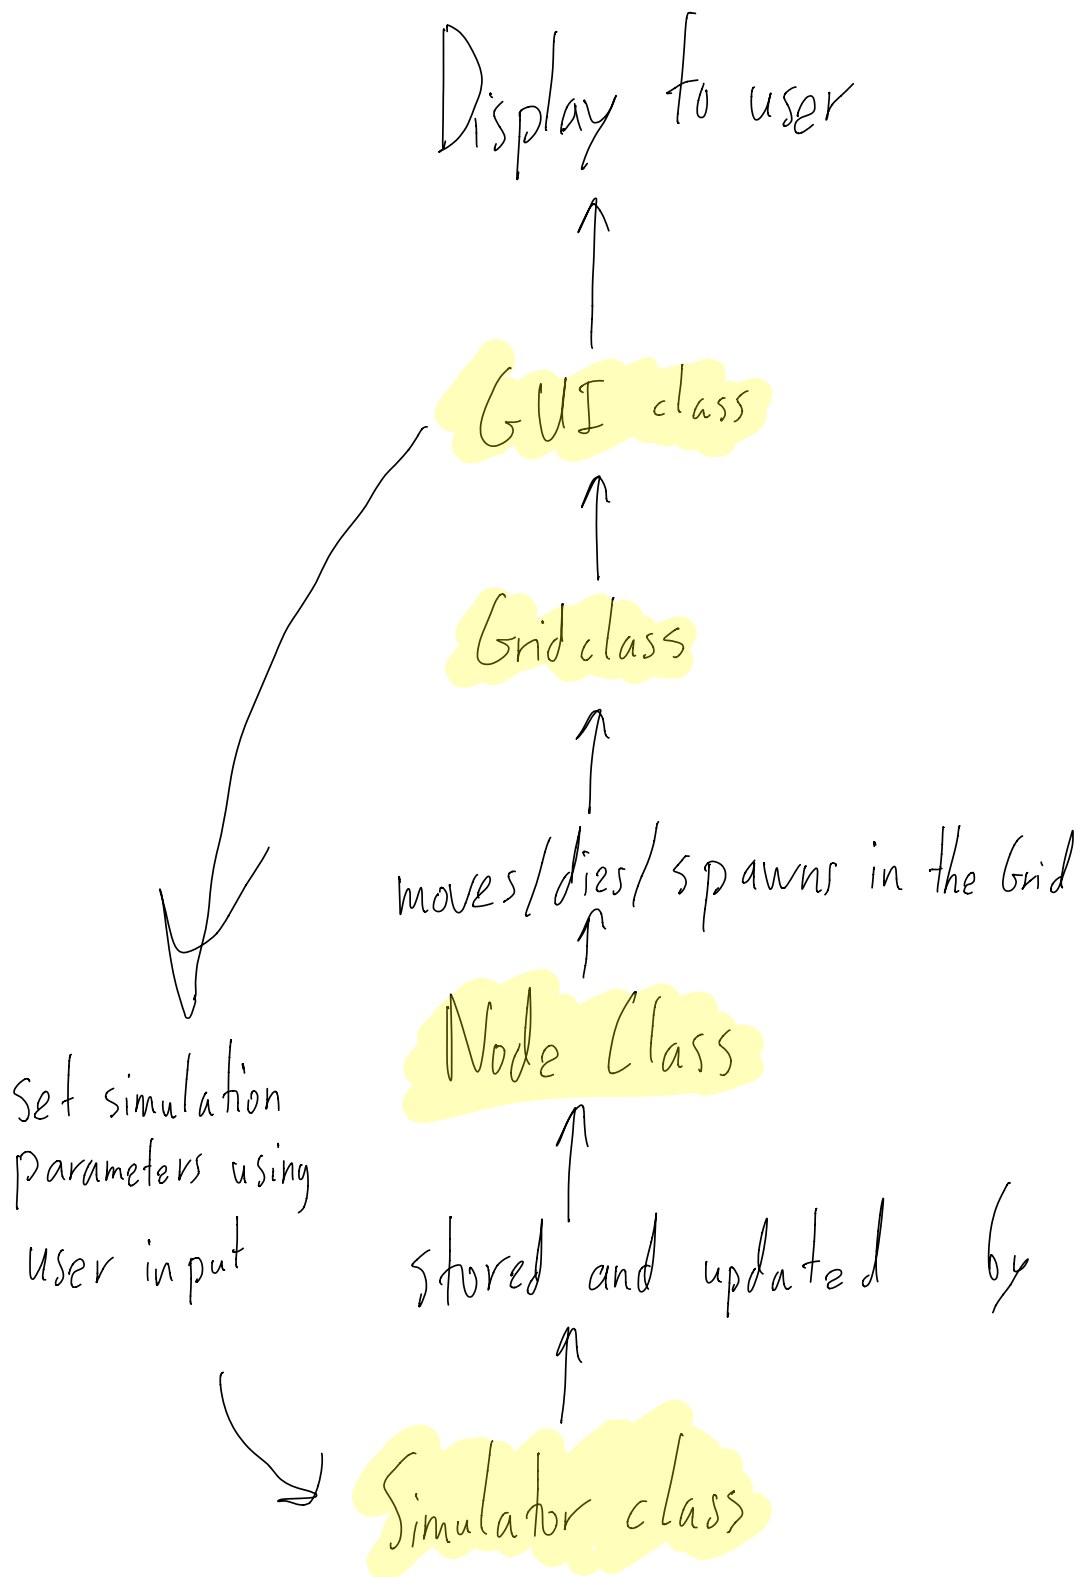 Display to user
GUI class
Grid class
moves/dies/spawns in the Grid
Node Class
set simulation
parameters using
user input
stored and updated by
Simulator class